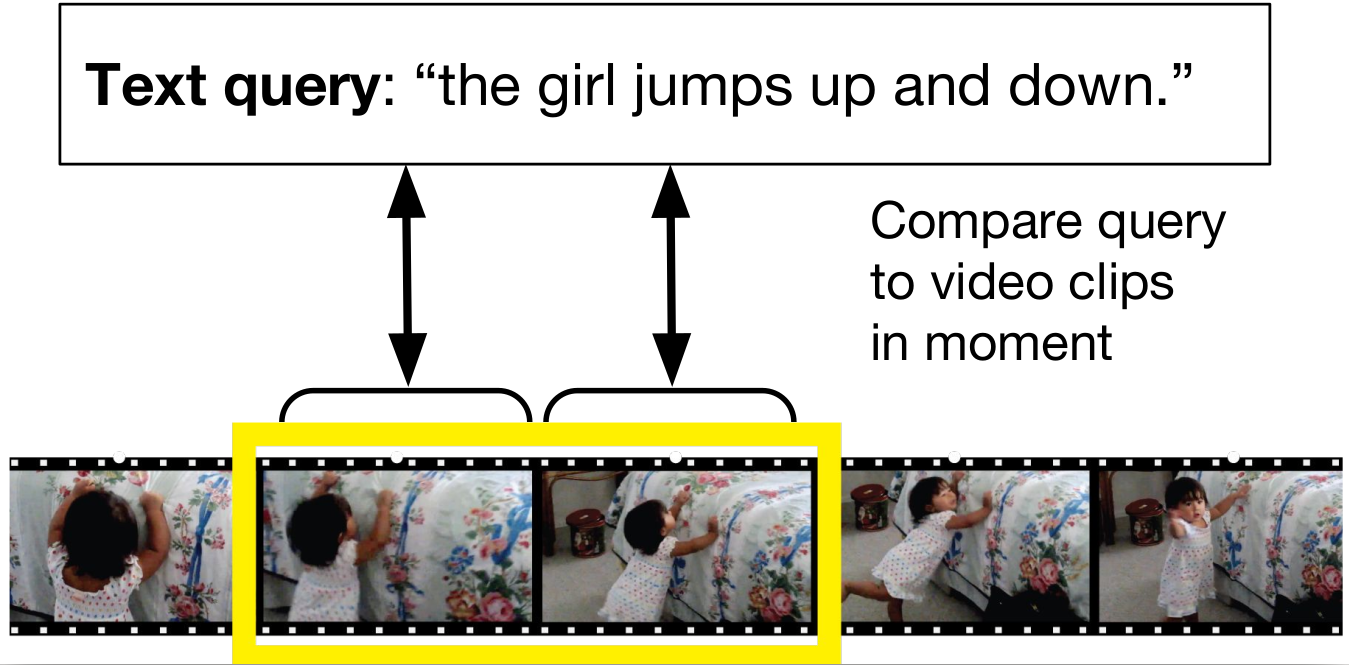 Text query: “the girl jumps up and down.”
Compare query
to video clips
in moment